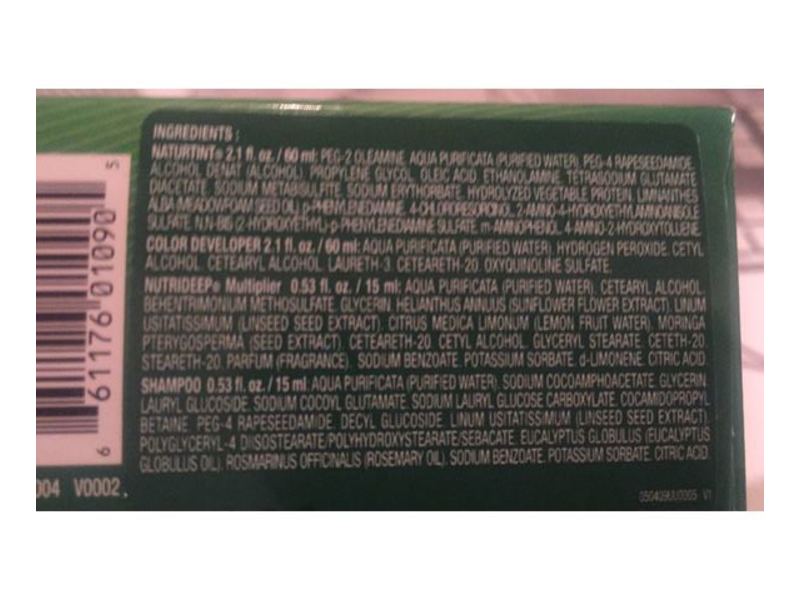 INGREDIENTS:
NATURTINT® 2.1 fl. oz. / 60 ml: PEG-2 OLEAMINE, AQUA PURIFICATA (PURIFIED WATER), PEG-4 RAPESEEDAMIDE,
ALCOHOL DENAT (ALCOHOL), PROPYLENE GLYCOL, OLEIC ACID, ETHANOLAMINE, TETRASODIUM GLUTAMATE
DIACETATE, SODIUM METABISULFITE, SODIUM ERYTHORBATE, HYDROLYZED VEGETABLE PROTEIN, LIMNANTHES
ALBA (MEADOWFOAM SEED OIL) p-PHENYLENEDIAMINE, 4-CHLORORESORCINOL, 2-AMINO-4-HYDROXYETHYLAMINOANISOLE
SULFATE, N,N-BIS (2-HYDROXYETHYL)-p-PHENYLENEDIAMINE SULFATE, m-AMINOPHENOL, 4-AMINO-2-HYDROXYTOLUENE.
COLOR DEVELOPER 2.1 fl. oz. / 60 ml: AQUA PURIFICATA (PURIFIED WATER), HYDROGEN PEROXIDE, CETYL
ALCOHOL, CETEARYL ALCOHOL, LAURETH-3, CETEARETH-20, OXYQUINOLINE SULFATE.
NUTRIDEEP® Multiplier 0.53 fl. oz. / 15 ml: AQUA PURIFICATA (PURIFIED WATER), CETEARYL ALCOHOL,
BEHENTRIMONIUM METHOSULFATE, GLYCERIN, HELIANTHUS ANNUUS (SUNFLOWER FLOWER EXTRACT), LINUM
USITATISSIMUM (LINSEED SEED EXTRACT), CITRUS MEDICA LIMONUM (LEMON FRUIT WATER), MORINGA
PTERYGOSPERMA (SEED EXTRACT), CETEARETH-20, CETYL ALCOHOL, GLYCERYL STEARATE, CETETH-20,
STEARETH-20, PARFUM (FRAGRANCE), SODIUM BENZOATE, POTASSIUM SORBATE, d-LIMONENE, CITRIC ACID.
SHAMPOO 0.53 fl. oz. / 15 ml: AQUA PURIFICATA (PURIFIED WATER), SODIUM COCOAMPHOACETATE, GLYCERIN,
LAURYL GLUCOSIDE, SODIUM COCOYL GLUTAMATE, SODIUM LAURYL GLUCOSE CARBOXYLATE, COCAMIDOPROPYL
BETAINE, PEG-4 RAPESEEDAMIDE, DECYL GLUCOSIDE, LINUM USITATISSIMUM (LINSEED SEED EXTRACT),
POLYGLYCERYL-4 DIISOSTEARATE/POLYHYDROXYSTEARATE/SEBACATE, EUCALYPTUS GLOBULUS (EUCALYPTUS
GLOBULUS OIL), ROSMARINUS OFFICINALIS (ROSEMARY OIL), SODIUM BENZOATE, POTASSIUM SORBATE, CITRIC ACID.
6 61176 01090 5
004 V0002.
V1